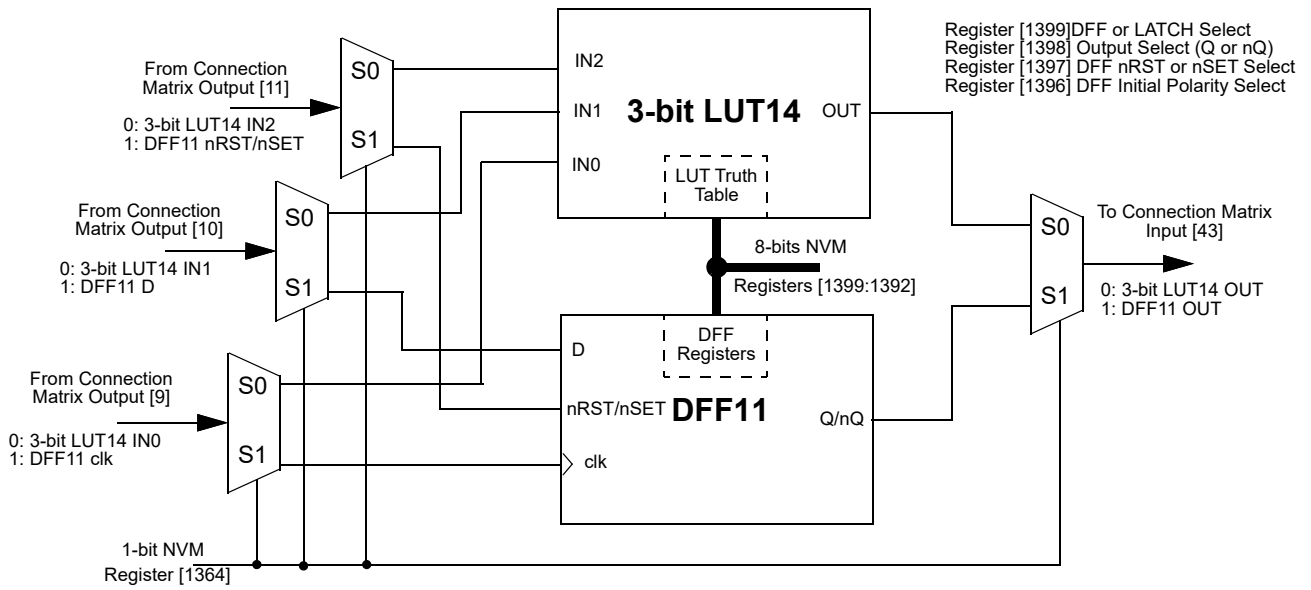 Register [1399]DFF or LATCH Select
Register [1398] Output Select (Q or nQ)
Register [1397] DFF nRST or nSET Select
Register [1396] DFF Initial Polarity Select
From Connection
Matrix Output [11]
0: 3-bit LUT14 IN2
1: DFF11 nRST/nSET
S0
S1
IN2
IN1
IN0
3-bit LUT14
OUT
LUT Truth
Table
From Connection
Matrix Output [10]
0: 3-bit LUT14 IN1
1: DFF11 D
S0
S1
8-bits NVM
Registers [1399:1392]
S0
S1
To Connection Matrix
Input [43]
0: 3-bit LUT14 OUT
1: DFF11 OUT
From Connection
Matrix Output [9]
0: 3-bit LUT14 IN0
1: DFF11 clk
S0
S1
DFF
Registers
D
nRST/nSET
DFF11
Q/nQ
clk
1-bit NVM
Register [1364]